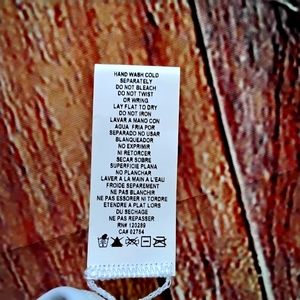 HAND WASH COLD
SEPARATELY
DO NOT BLEACH
DO NOT TWIST
OR WRING
LAY FLAT TO DRY
DO NOT IRON
LAVAR A MANO CON
AGUA FRIA POR
SEPARADO NO USAR
BLANQUEADOR
NO EXPRIMIR
NI RETORCER
SECAR SOBRE
SUPERFICIE PLANA
NO PLANCHAR
LAVER A LA MAIN A L'EAU
FROIDE SEPAREMENT
NE PAS BLANCHIR
NE PAS ESSORER NI TORDRE
ETENDRE A PLAT LORS
DU SECHAGE
NE PAS REPASSER
RN# 120289
CA# 02784